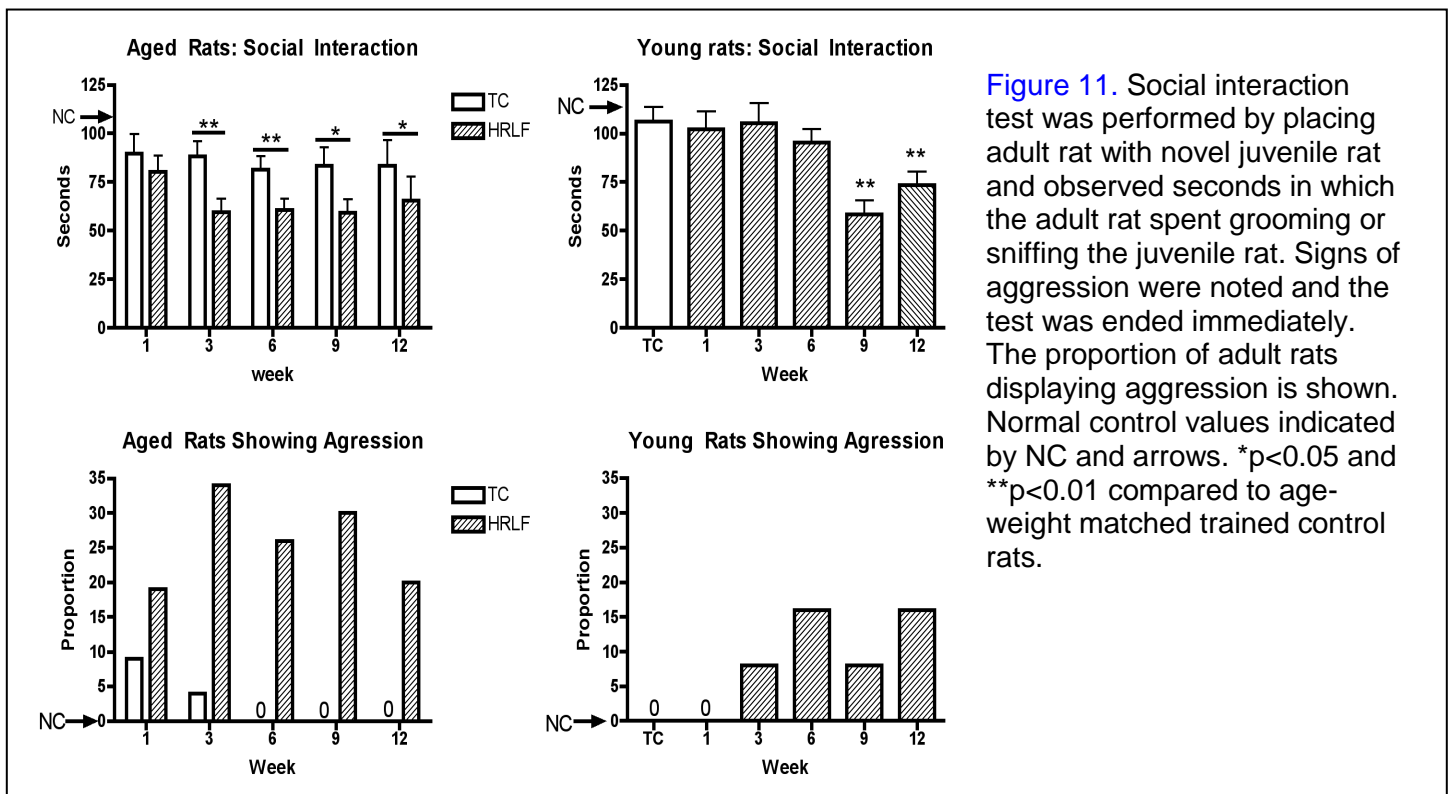 Aged Rats: Social Interaction
125
100
75
50
25
0
NC
Seconds
**
**
*
*
1
3
6
9
12
week
TC
HRLF
Young rats: Social Interaction
125
100
75
50
25
0
NC
Seconds
**
**
TC
1
3
6
9
12
Week
Aged Rats Showing Agression
35
30
25
20
15
10
5
0
NC
Proportion
0
0
0
1
3
6
9
12
Week
TC
HRLF
Young Rats Showing Agression
35
30
25
20
15
10
5
0
NC
Proportion
0
0
TC
1
3
6
9
12
Week
Figure 11. Social interaction
test was performed by placing
adult rat with novel juvenile rat
and observed seconds in which
the adult rat spent grooming or
sniffing the juvenile rat. Signs of
aggression were noted and the
test was ended immediately.
The proportion of adult rats
displaying aggression is shown.
Normal control values indicated
by NC and arrows. *p<0.05 and
**p<0.01 compared to age-
weight matched trained control
rats.